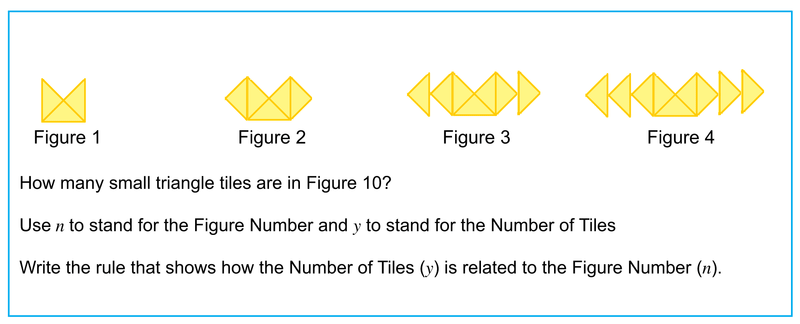 Figure 1 Figure 2 Figure 3 Figure 4
How many small triangle tiles are in Figure 10?
Use n to stand for the Figure Number and y to stand for the Number of Tiles
Write the rule that shows how the Number of Tiles (y) is related to the Figure Number (n).